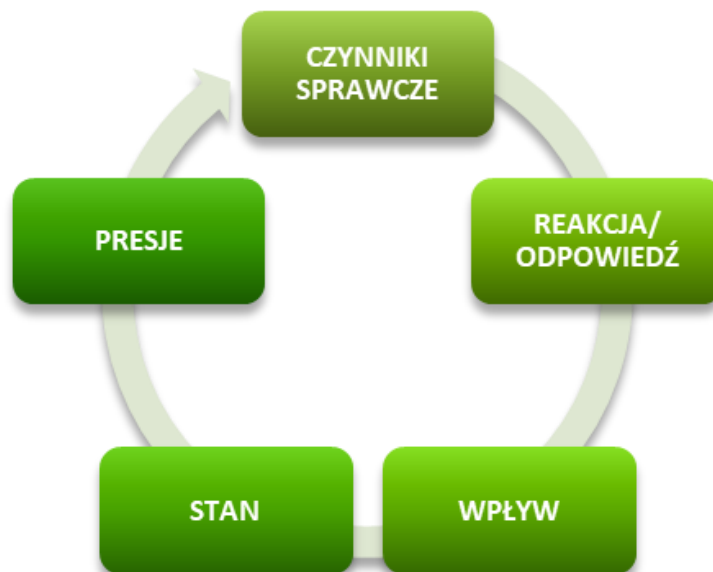 CZYNNIKI
SPRAWCZE
PRESJE
REAKCJA/
ODPOWIEDŹ
STAN
WPŁYW